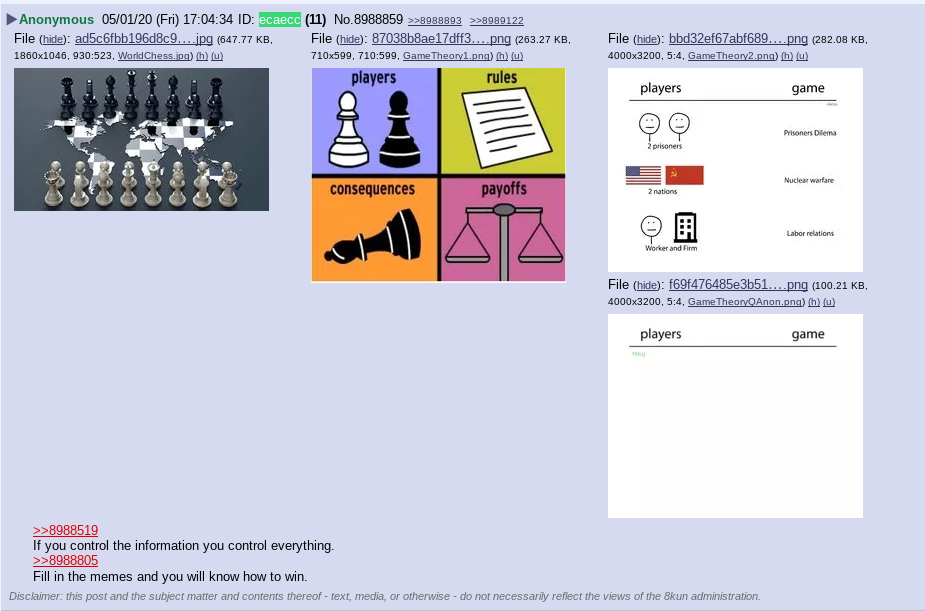 Anonymous 05/01/20 (Fri) 17:04:34 ID: ecaecc (11) No.8988859 >>8988893 >>8989122
File (hide): ad5c6fbb196d8c9….jpg (647.77 KB,
1860x1046, 930:523, WorldChess.jpg) (h) (u)
File (hide): 87038b8ae17dff3….png (263.27 KB,
710x599, 710:599, GameTheory1.png) (h) (u)
players
rules
consequences
payoffs
File (hide): bbd32ef67abf689….png (282.08 KB,
4000x3200, 5:4, GameTheory2.png) (h) (u)
players game
2 prisoners
Prisoners Dilema
2 nations
Nuclear warfare
Worker and Firm
Labor relations
File (hide): f69f476485e3b51….png (100.21 KB,
4000x3200, 5:4, GameTheoryQAnon.png) (h) (u)
players game
>>8988519
If you control the information you control everything.
>>8988805
Fill in the memes and you will know how to win.
Disclaimer: this post and the subject matter and contents thereof - text, media, or otherwise - do not necessarily reflect the views of the 8kun administration.